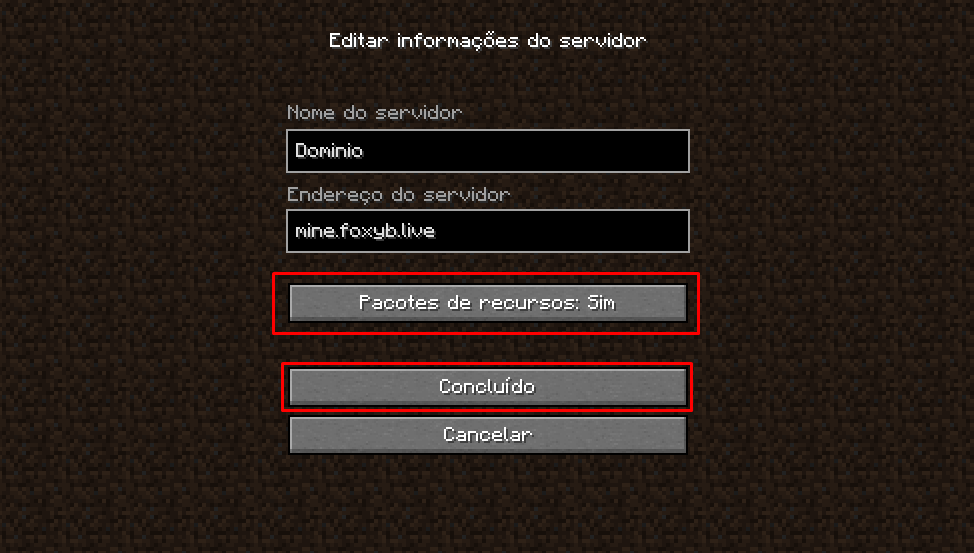 Editar informações do servidor
Nome do servidor
Dominio
Endereço do servidor
mine.foxyb.live
Pacotes de recursos: Sim
Concluído
Cancelar